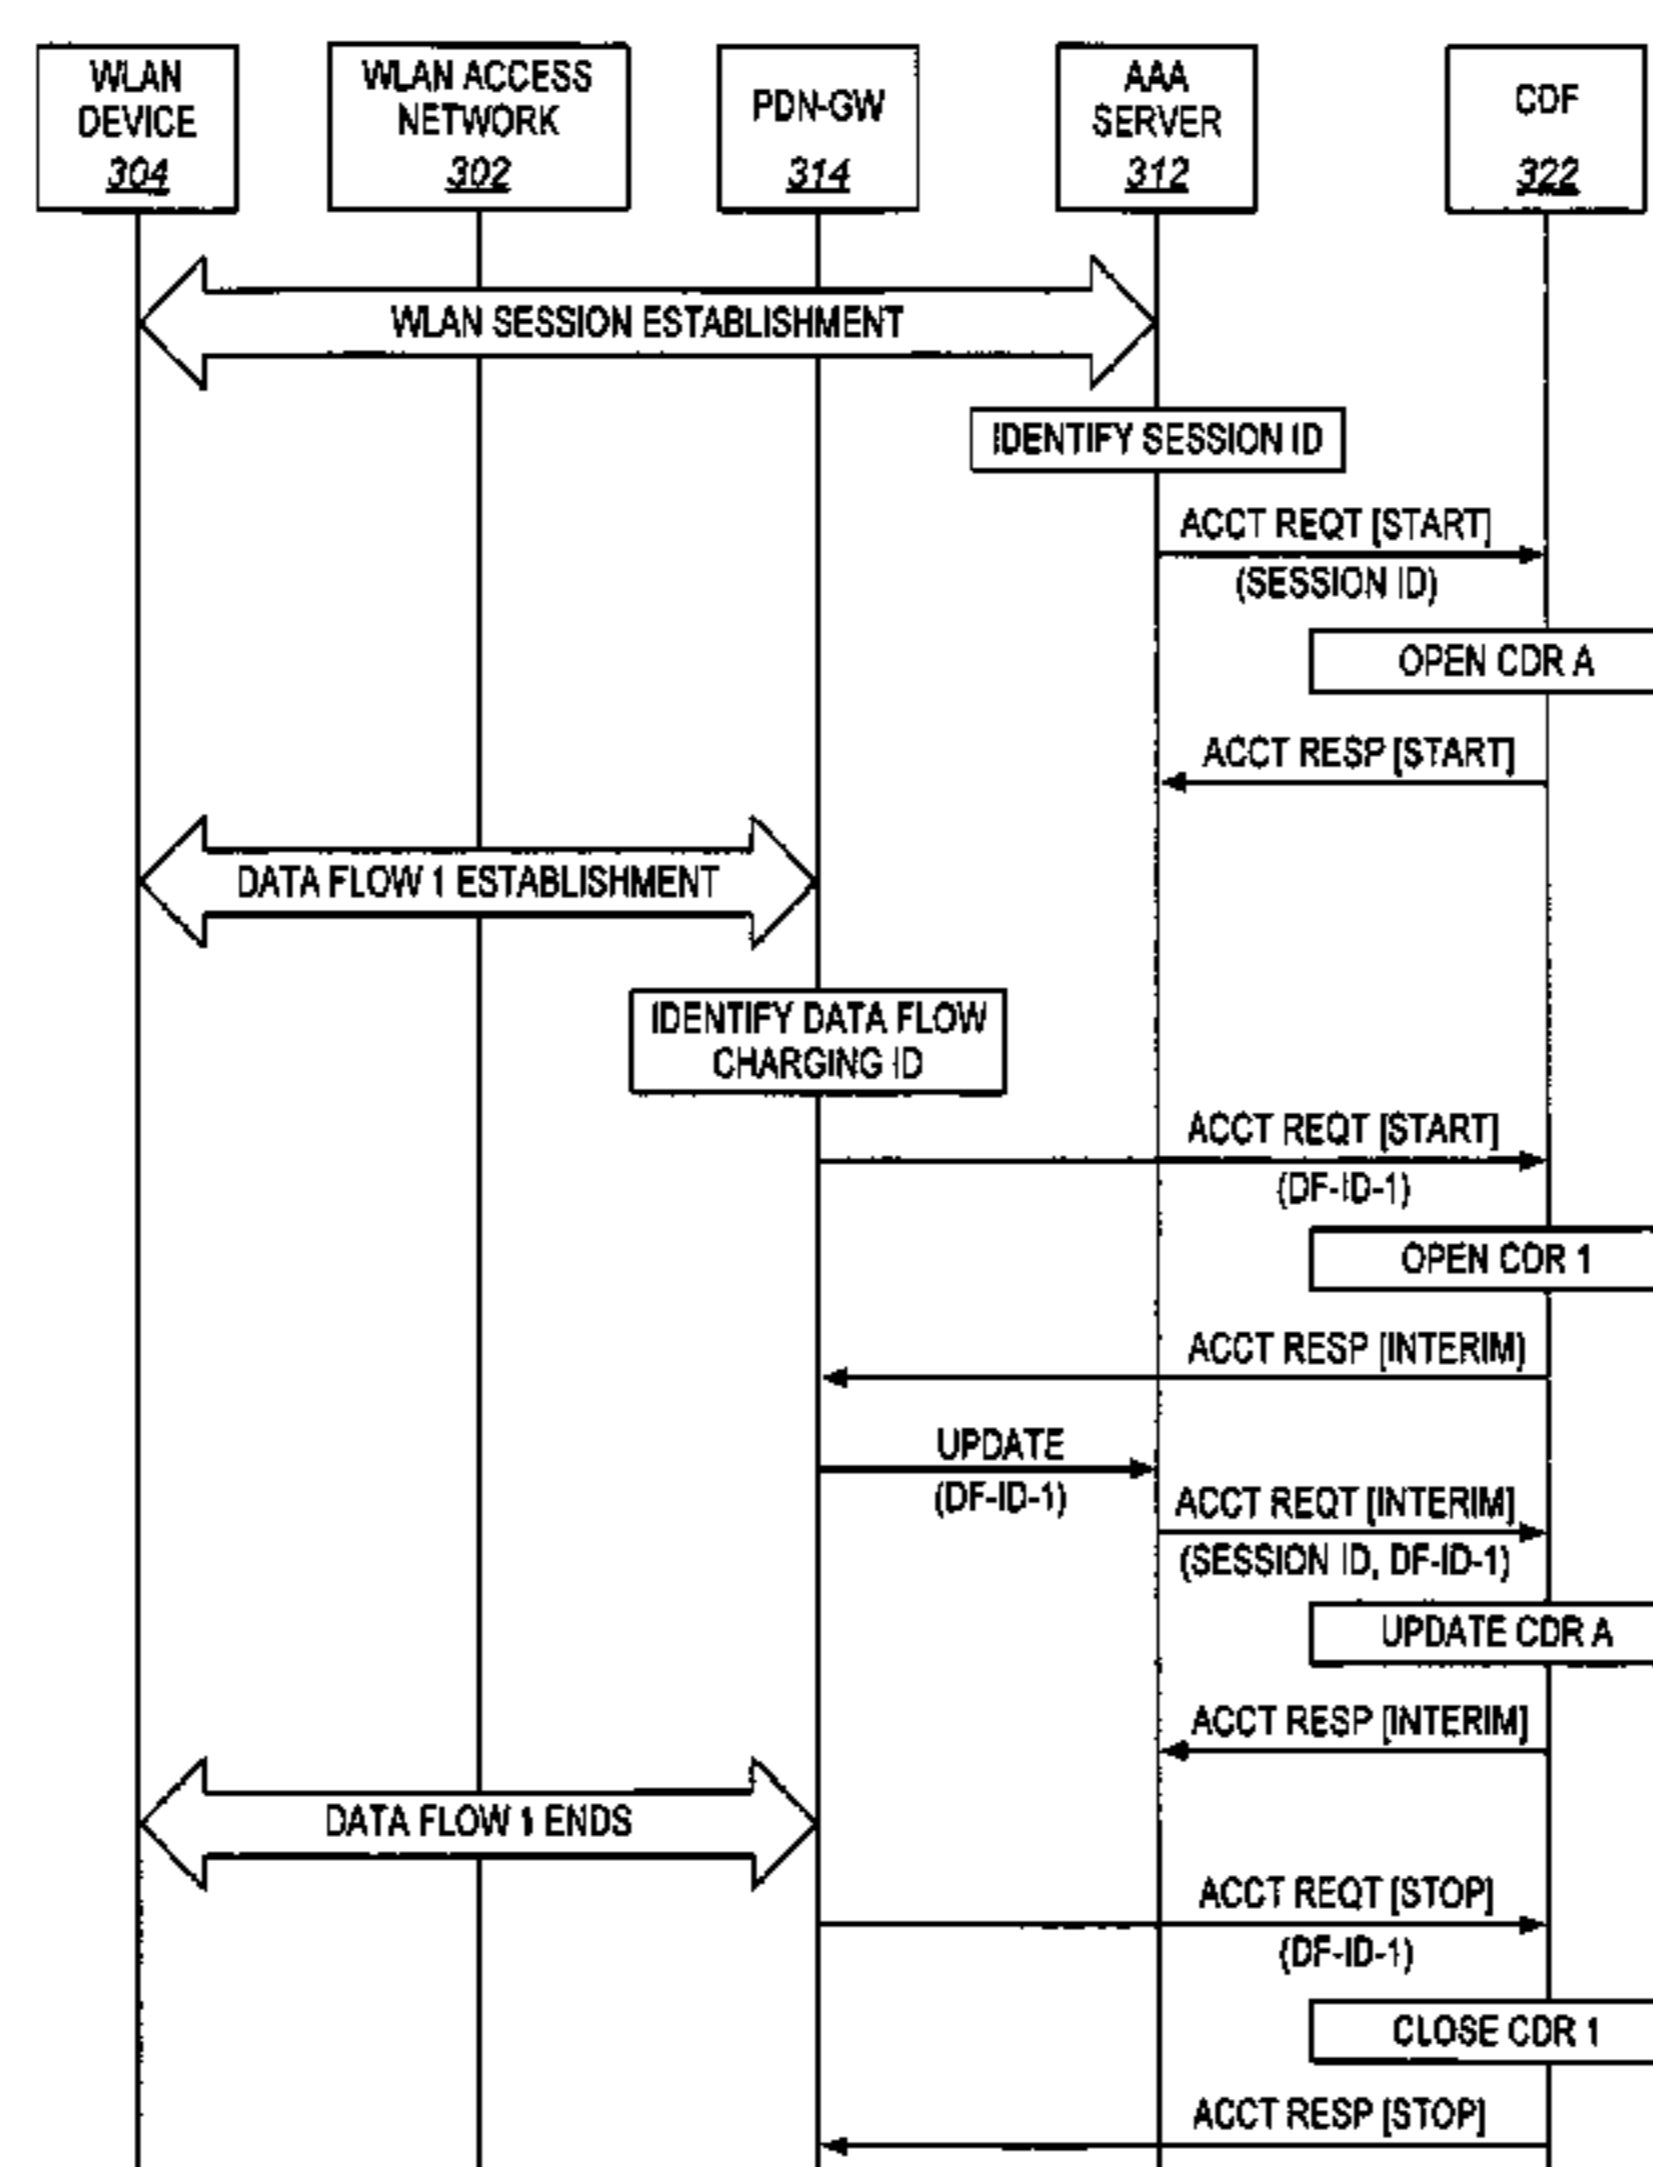 WLAN
DEVICE
304
WLAN ACCESS
NETWORK
302
PDN-GW
314
AAA
SERVER
312
CDF
322
WLAN SESSION ESTABLISHMENT
IDENTIFY SESSION ID
ACCT REQT [START]
(SESSION ID)
OPEN CDR A
ACCT RESP [START]
DATA FLOW 1 ESTABLISHMENT
IDENTIFY DATA FLOW
CHARGING ID
ACCT REQT [START]
(DF-ID-1)
OPEN CDR 1
ACCT RESP [INTERIM)
UPDATE
(DF-ID-1)
ACCT REQT [INTERIM]
(SESSION ID, DF-ID-1)
UPDATE CDR A
ACCT RESP [INTERIM]
DATA FLOW 1 ENDS
ACCT REQT [STOP]
(DF-ID-1)
CLOSE CDR 1
ACCT RESP [STOP]